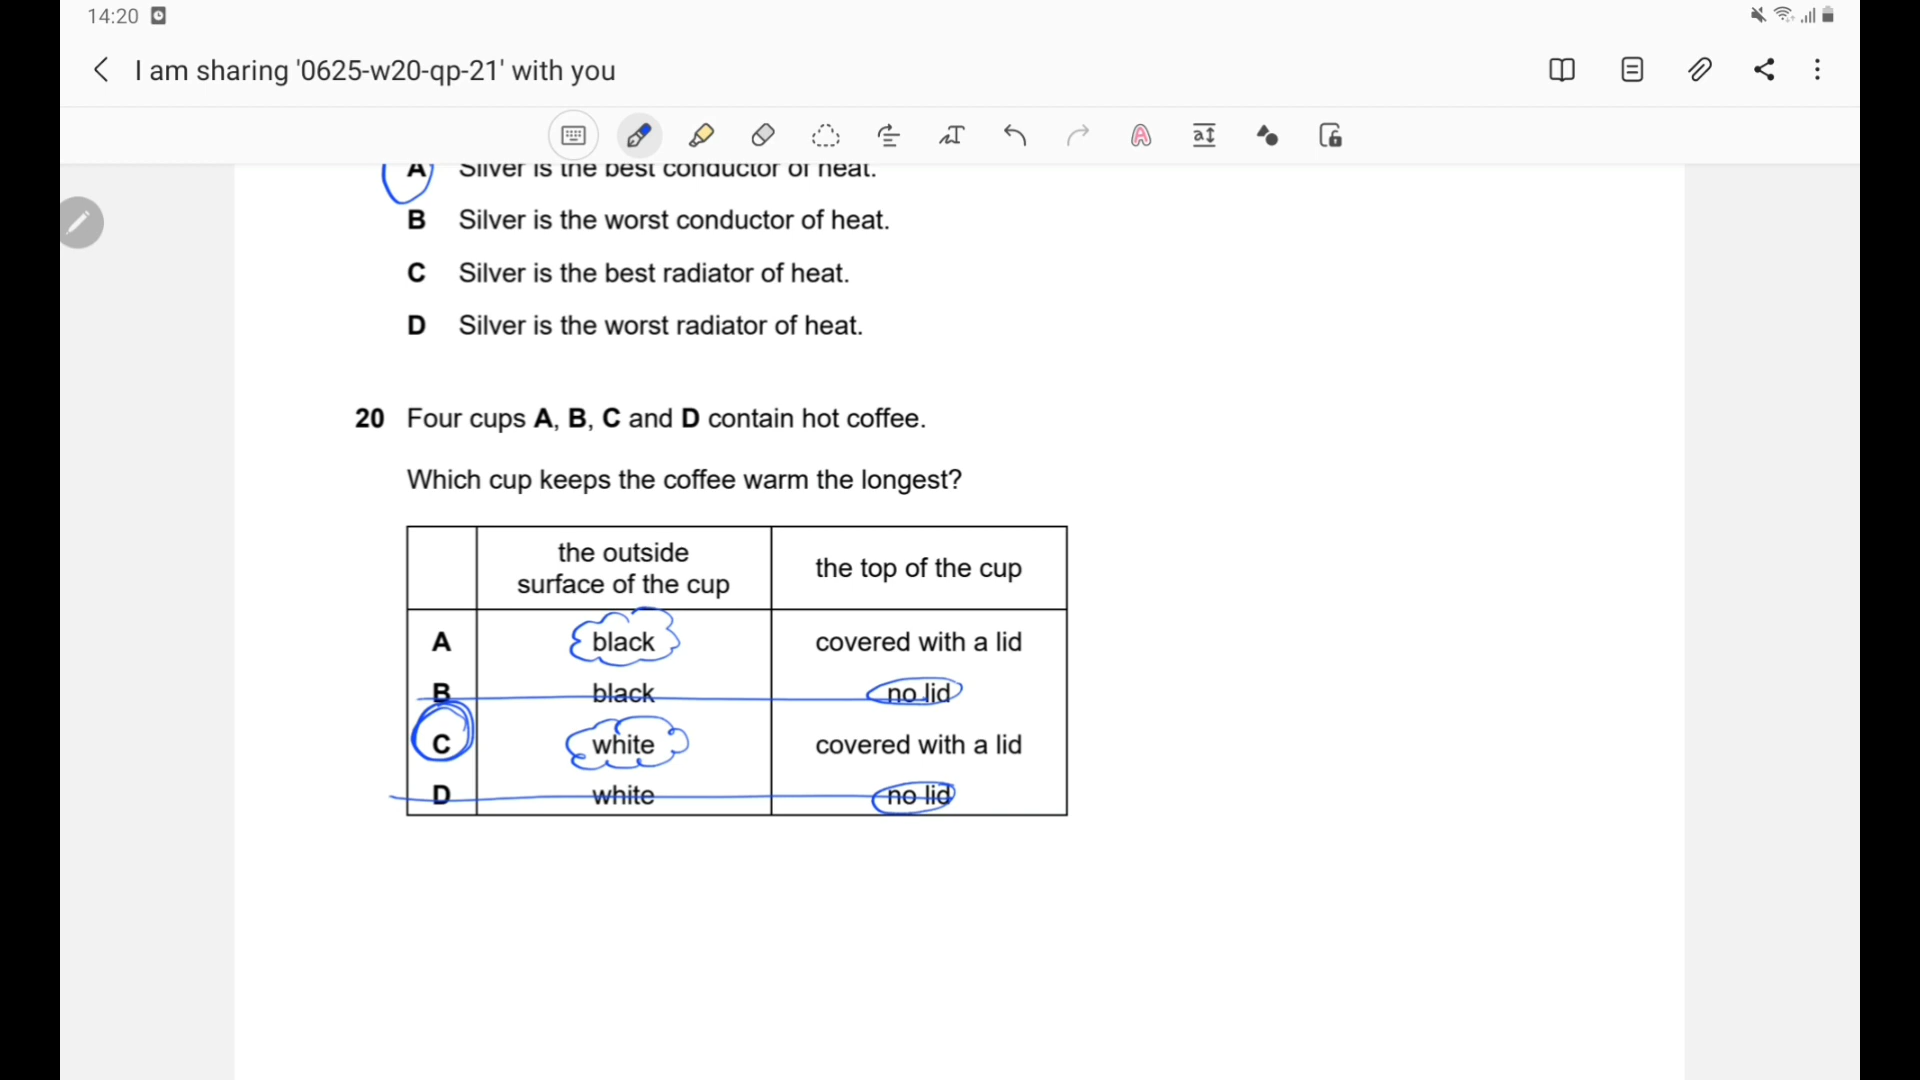 14:20
I am sharing '0625-w20-qp-21' with you
A Silver is the best conductor of heat.
B Silver is the worst conductor of heat.
C Silver is the best radiator of heat.
D Silver is the worst radiator of heat.
20 Four cups A, B, C and D contain hot coffee.
Which cup keeps the coffee warm the longest?
the outside
surface of the cup
the top of the cup
A black covered with a lid
B black no lid
C white covered with a lid
D white no lid